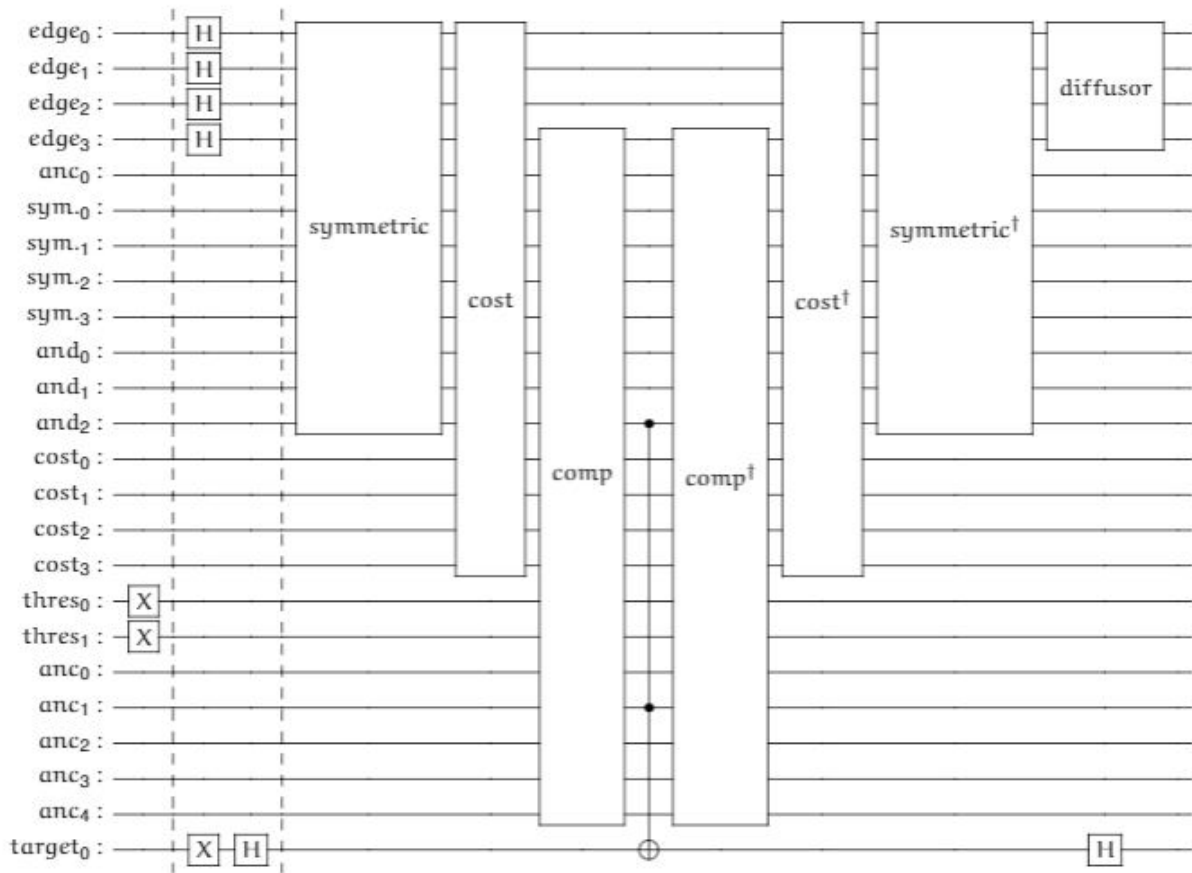 edge₀ : H
edge₁ : H
edge₂ : H
edge₃ : H
diffusor
anc₀ :
sym.₀ :
sym.₁ :
symmetric
symmetric†
sym.₂ :
cost
cost†
sym.₃ :
and₀ :
and₁ :
and₂ :
cost₀ :
comp
comp†
cost₁ :
cost₂ :
cost₃ :
thres₀ : X
thres₁ : X
anc₀ :
anc₁ :
anc₂ :
anc₃ :
anc₄ :
target₀ : X H H